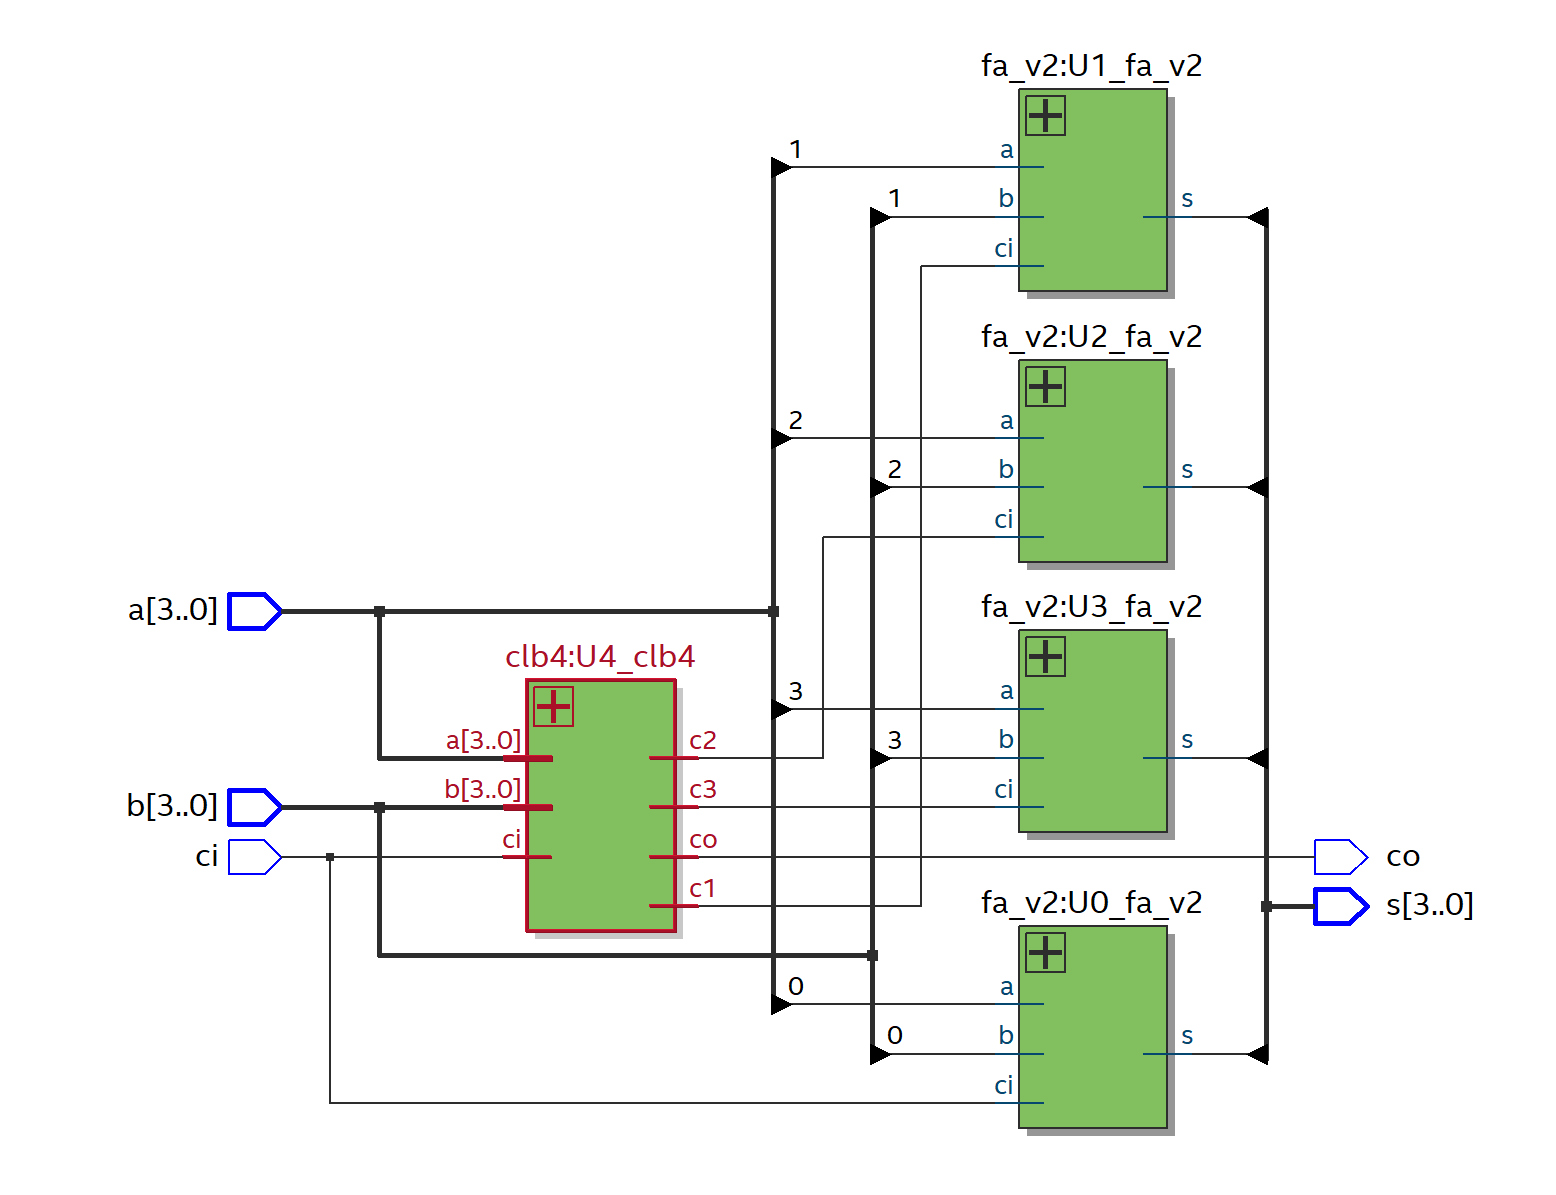 fa_v2:U1_fa_v2
1
a
1
b
s
ci
fa_v2:U2_fa_v2
2
a
2
b
s
ci
a[3..0]
fa_v2:U3_fa_v2
clb4:U4_clb4
3
a
a[3..0]
c2
3
b
s
b[3..0]
b[3..0]
c3
ci
ci
ci
co
co
c1
fa_v2:U0_fa_v2
s[3..0]
0
a
0
b
s
ci